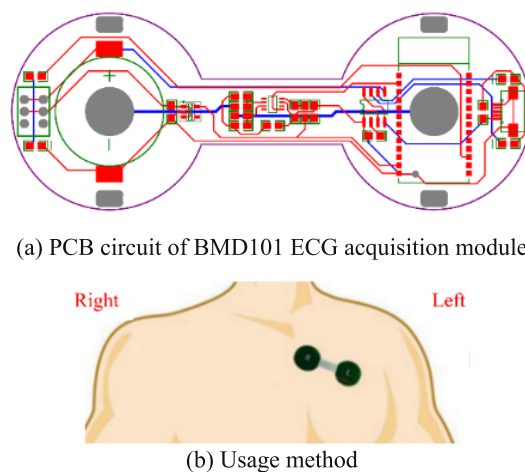 +
(a) PCB circuit of BMD101 ECG acquisition module
Right
Left
R
L
(b) Usage method